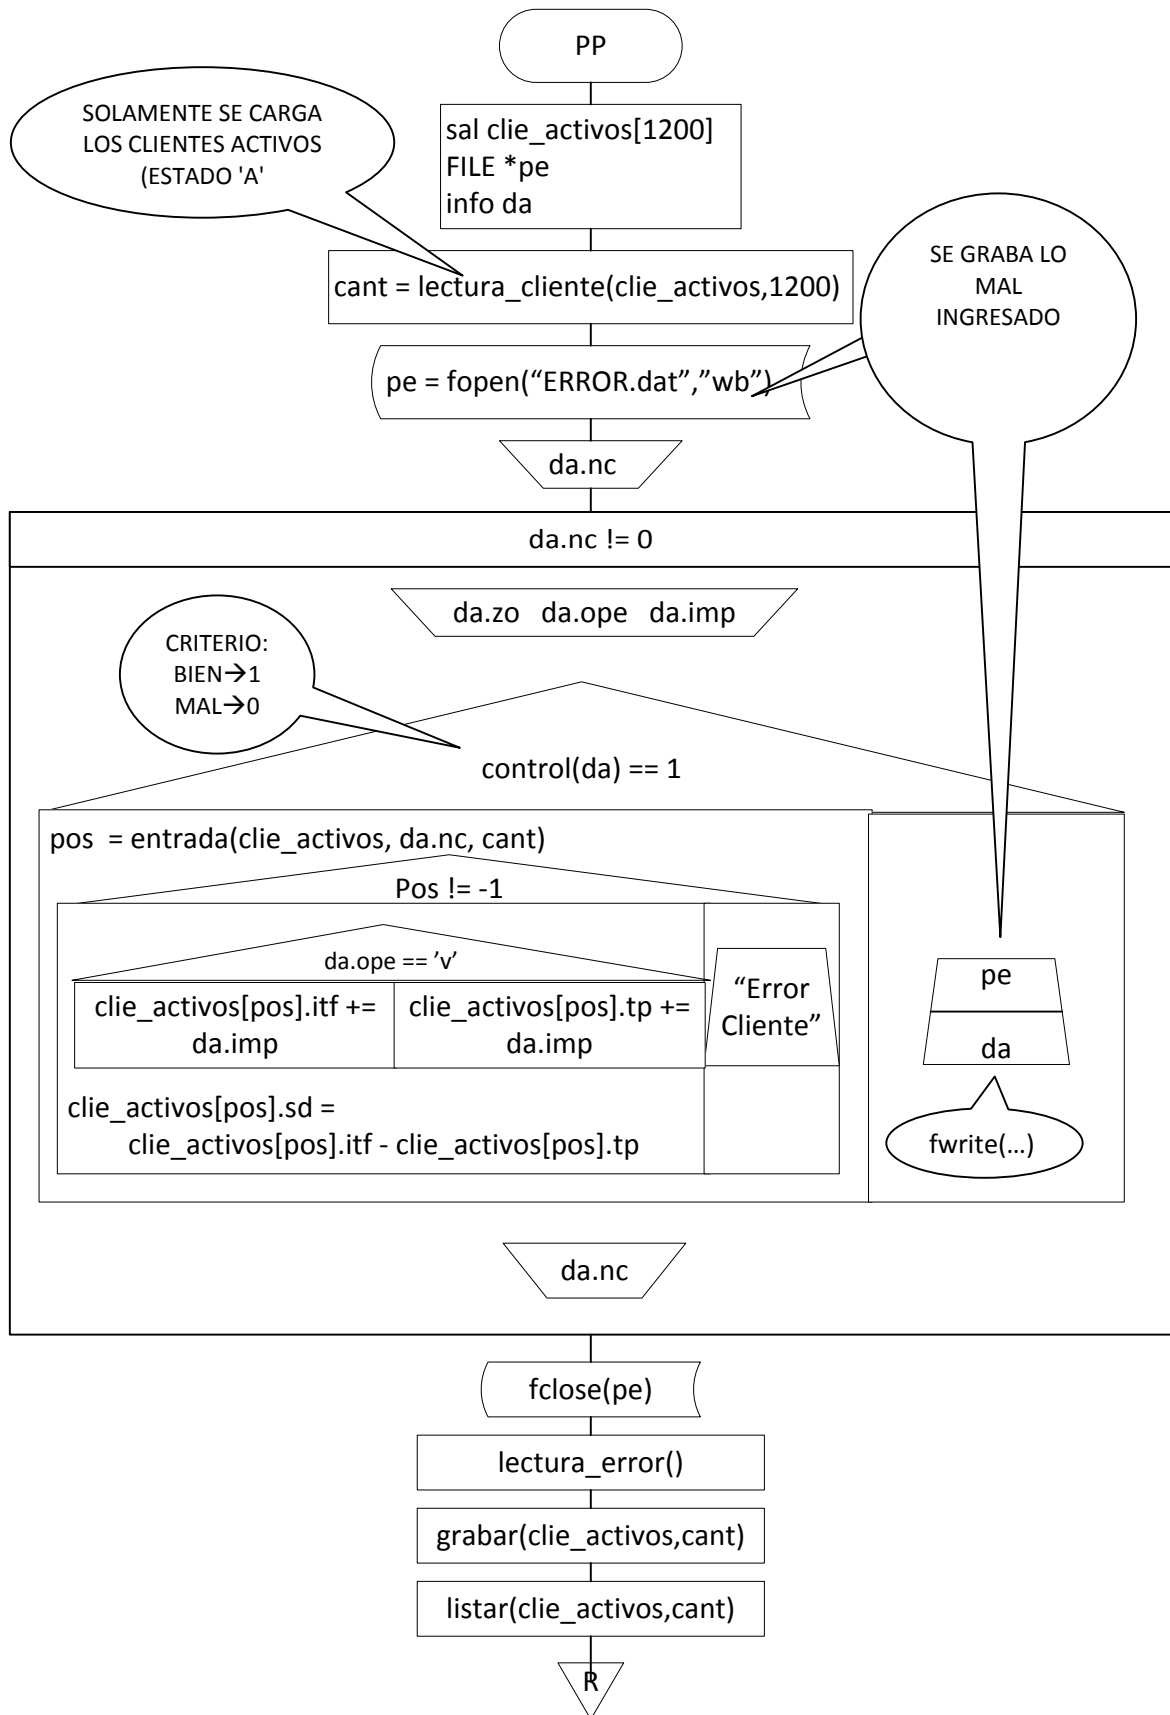 PP
SOLAMENTE SE CARGA
LOS CLIENTES ACTIVOS
(ESTADO 'A'
sal clie_activos[1200]
FILE *pe
info da
cant = lectura_cliente(clie_activos,1200)
SE GRABA LO
MAL
INGRESADO
pe = fopen(“ERROR.dat”,”wb”)
da.nc
da.nc != 0
da.zo da.ope da.imp
CRITERIO:
BIEN→1
MAL→0
control(da) == 1
pos = entrada(clie_activos, da.nc, cant)
Pos != -1
da.ope == ’v’
clie_activos[pos].itf +=
da.imp
clie_activos[pos].tp +=
da.imp
“Error
Cliente”
pe
da
clie_activos[pos].sd =
clie_activos[pos].itf - clie_activos[pos].tp
fwrite(…)
da.nc
fclose(pe)
lectura_error()
grabar(clie_activos,cant)
listar(clie_activos,cant)
R